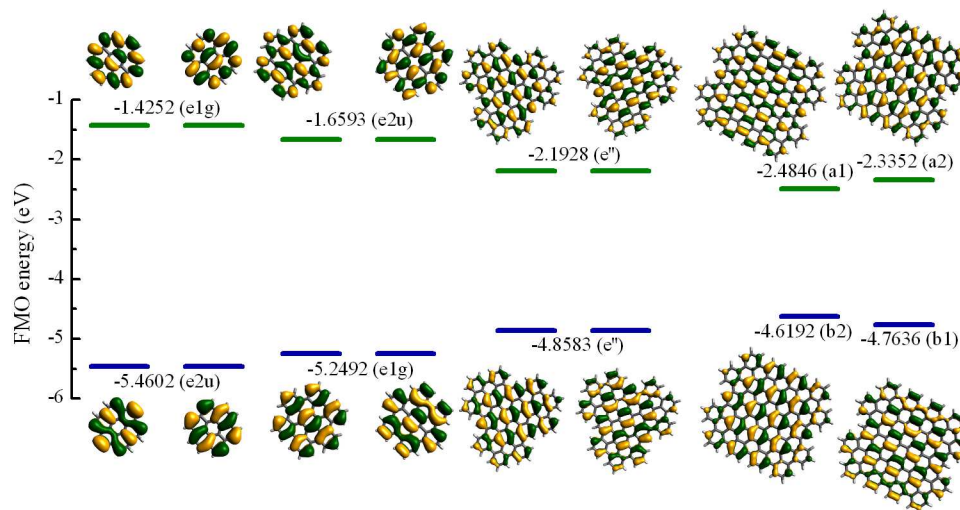 -1
-1.4252 (e1g)
-1.6593 (e2u)
-2
-2.1928 (e")
-2.4846 (a1)
-2.3352 (a2)
FMO energy (eV)
-3
-4
-5
-4.6192 (b2)
-4.7636 (b1)
-4.8583 (e")
-5.2492 (e1g)
-5.4602 (e2u)
-6